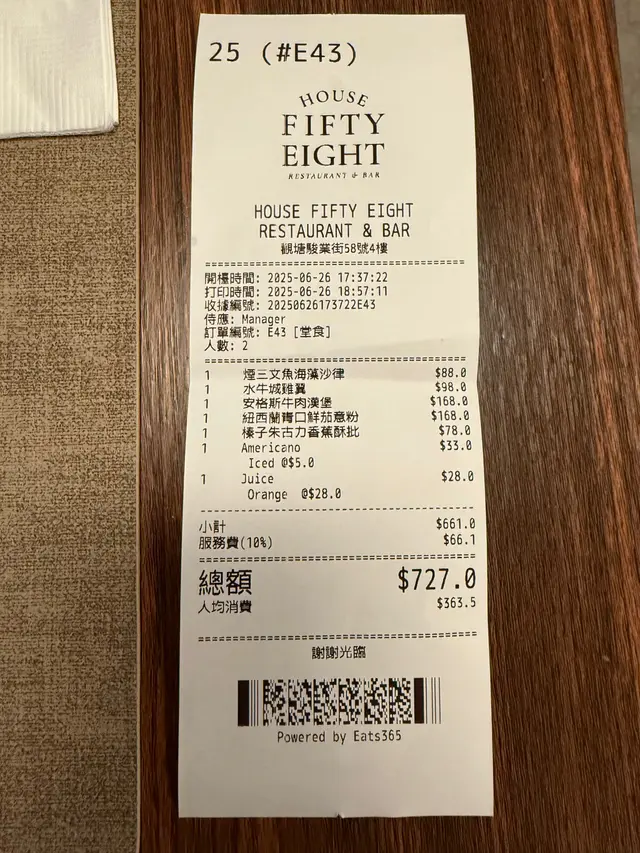 25 (#E43)
HOUSE
FIFTY
EIGHT
RESTAURANT & BAR
HOUSE FIFTY EIGHT
RESTAURANT & BAR
觀塘駿業街58號4樓
開檯時間: 2025-06-26 17:37:22
打印時間: 2025-06-26 18:57:11
收據編號: 20250626173722E43
侍應: Manager
訂單編號: E43 [堂食]
人數: 2
1 煙三文魚海藻沙律 $88.0
1 水牛城雞翼 $98.0
1 安格斯牛肉漢堡 $168.0
1 紐西蘭青口鮮茄意粉 $168.0
1 榛子朱古力香蕉酥批 $78.0
1 Americano $33.0
Iced @$5.0
1 Juice $28.0
Orange @$28.0
小計 $661.0
服務費(10%) $66.1
總額 $727.0
人均消費 $363.5
謝謝光臨
Powered by Eats365